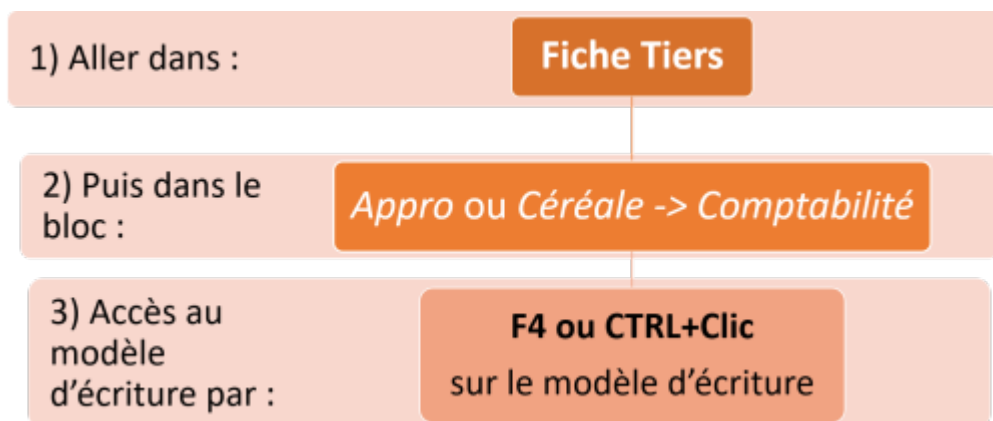 1) Aller dans :
Fiche Tiers
2) Puis dans le
bloc :
Appro ou Céréale -> Comptabilité
3) Accès au
modèle
d'écriture par :
F4 ou CTRL+Clic
sur le modèle d'écriture